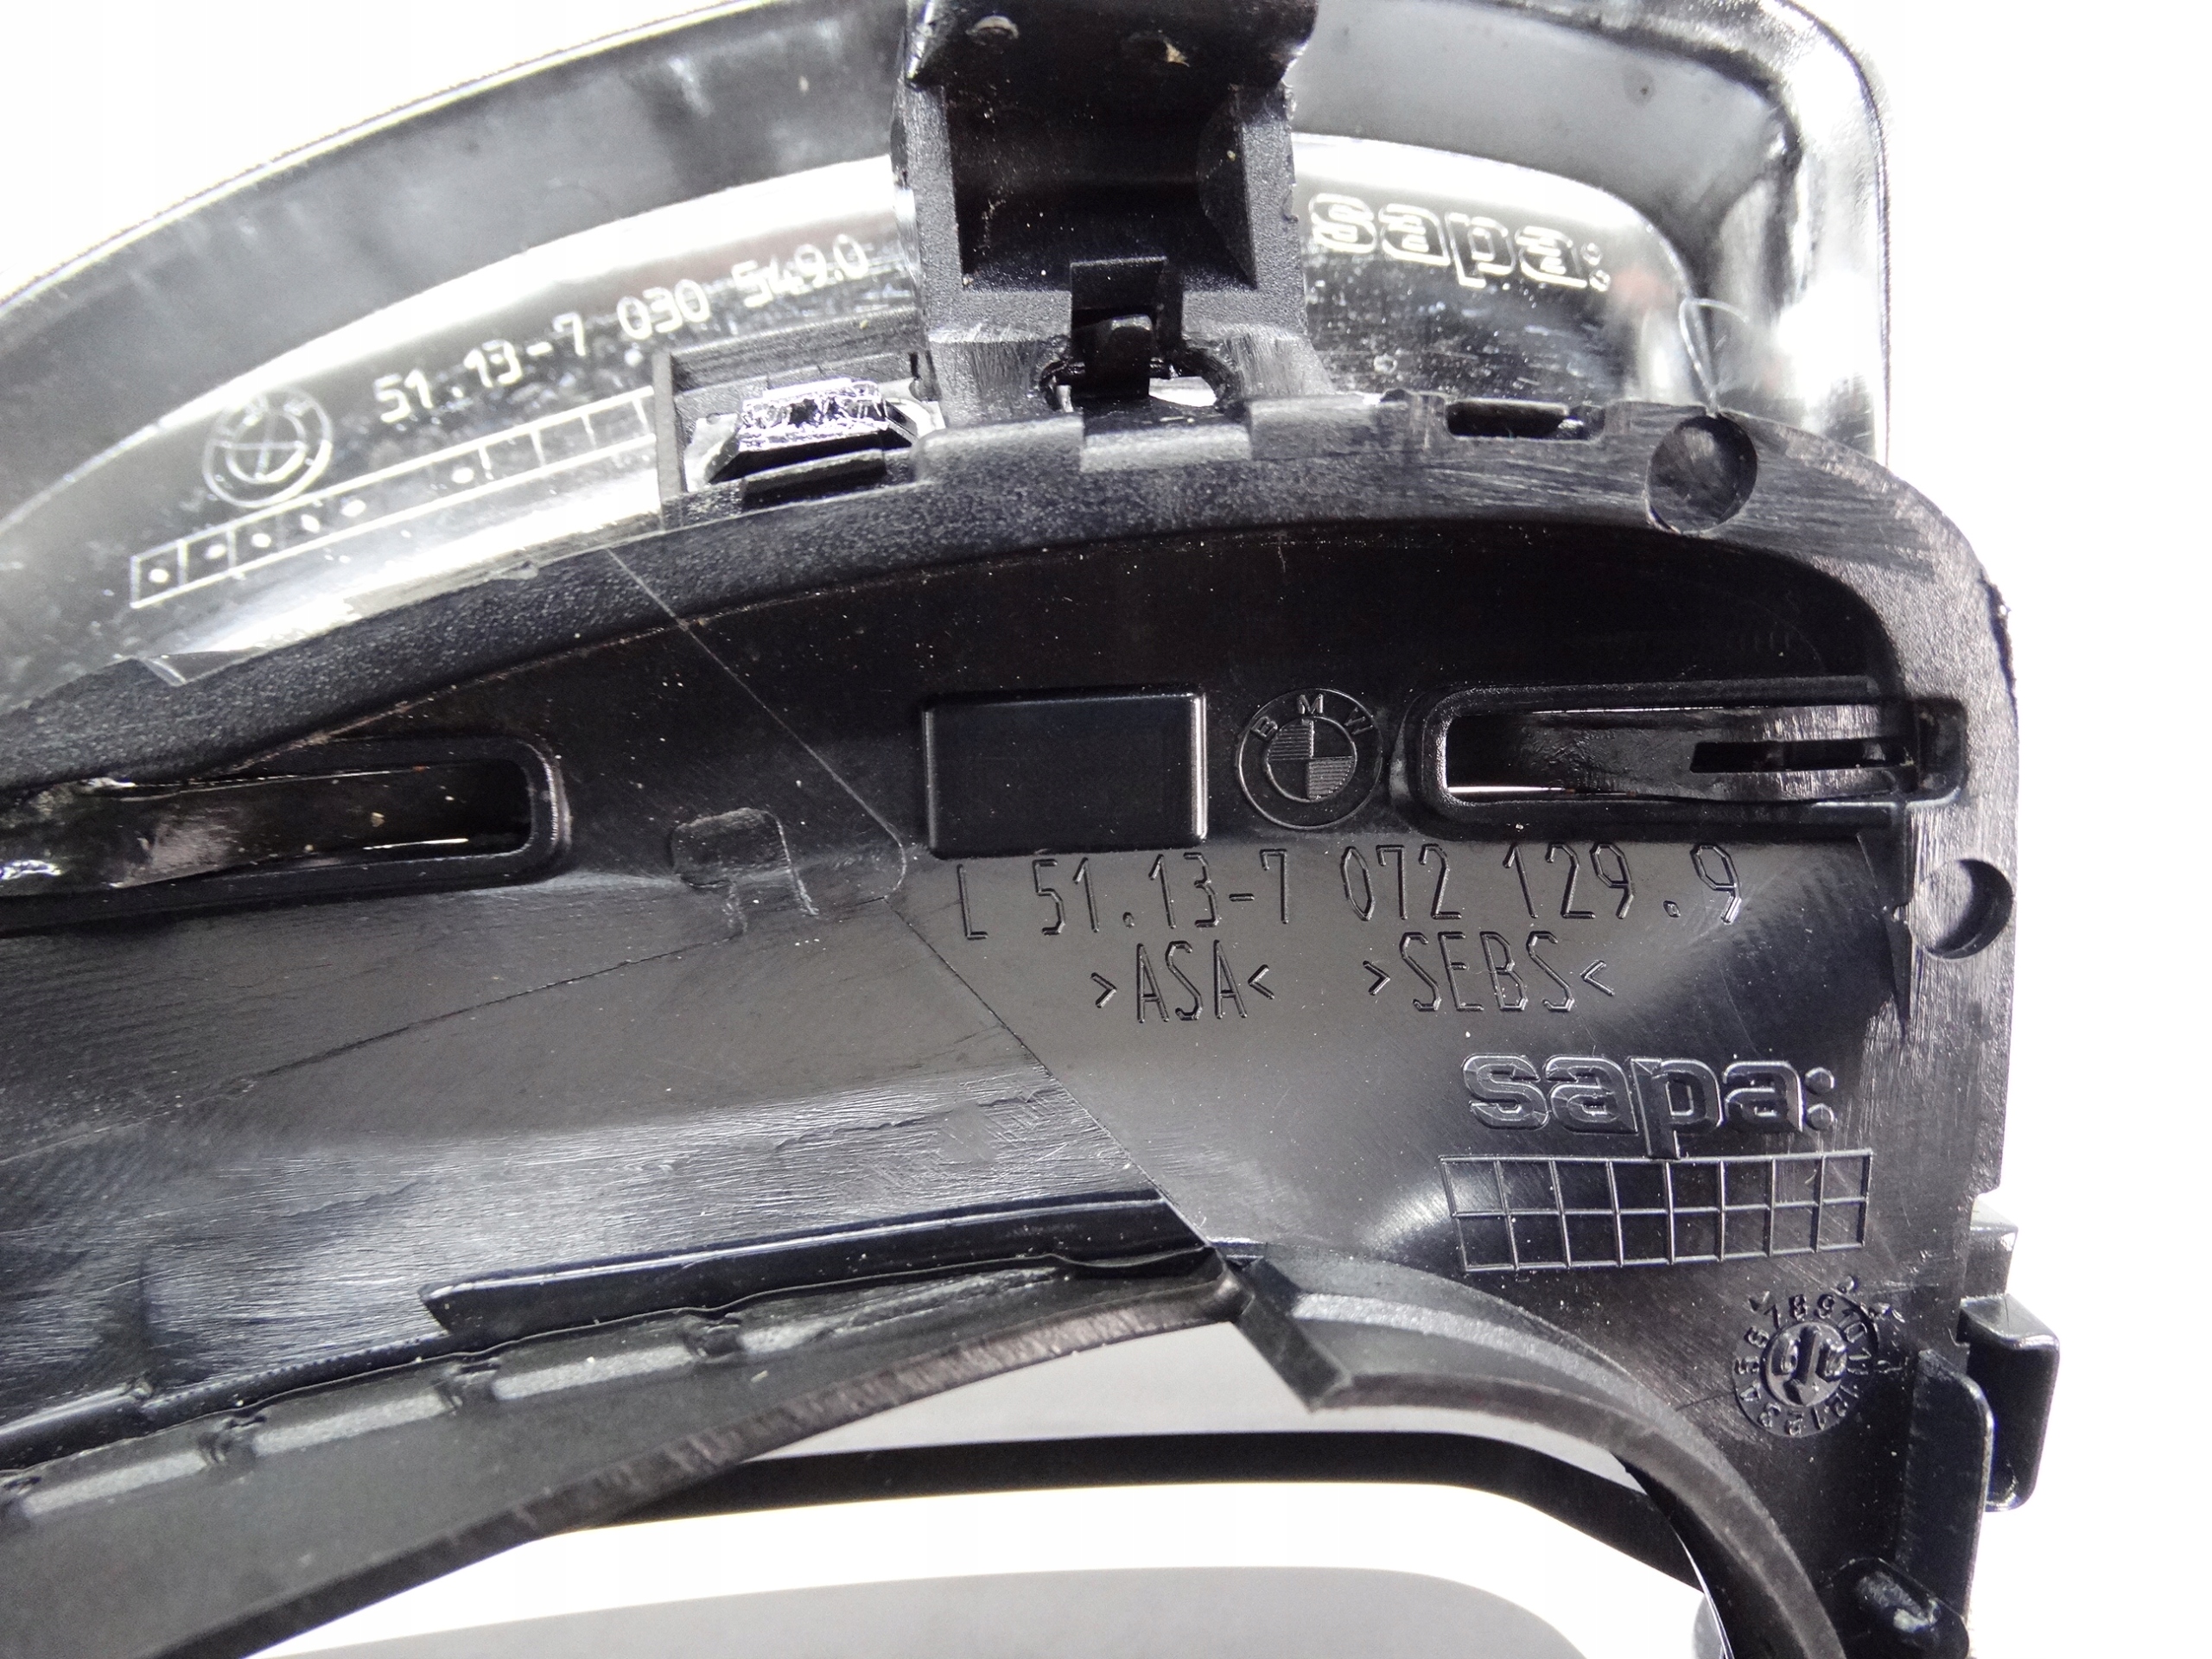 sapa:
51.13-7 030 549.0
BMW
L 51.13-7 072 129.9
>ASA< >SEBS<
sapa: